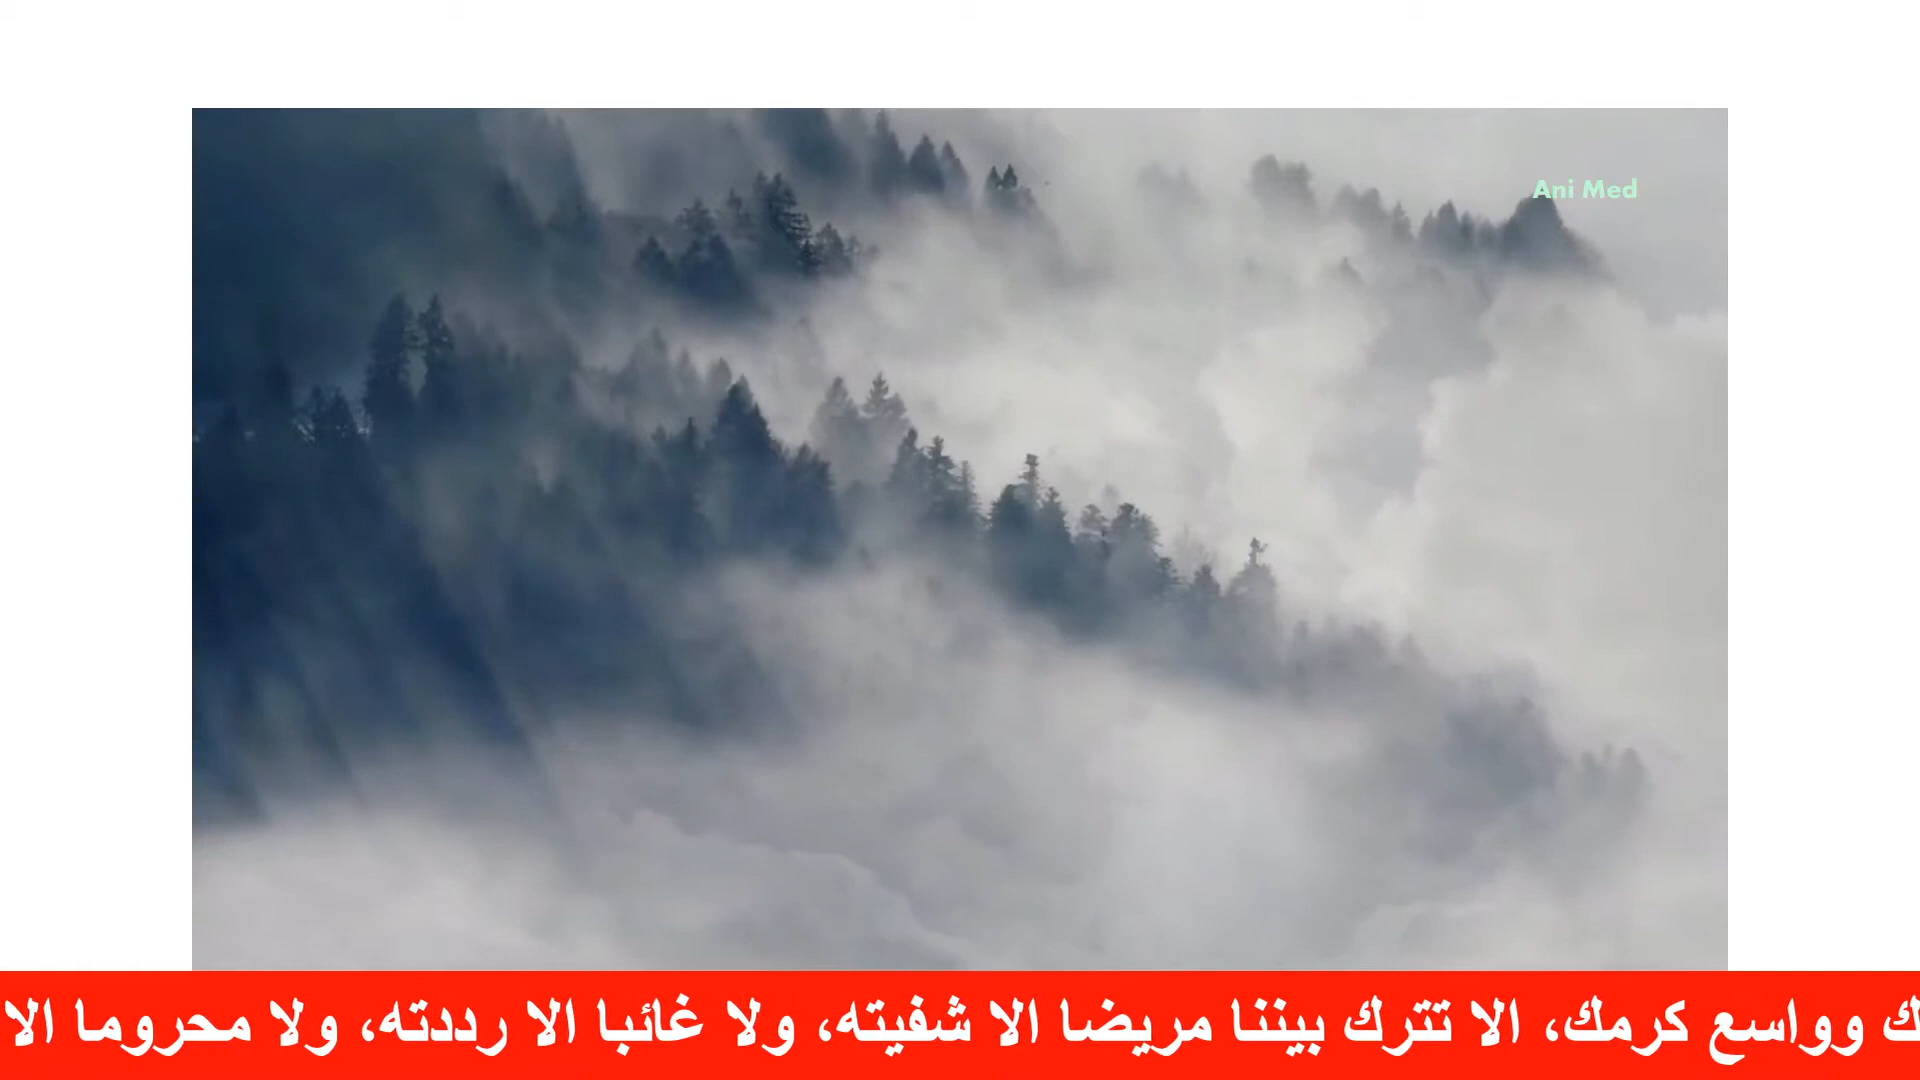 Ani Med
وواسع كرمك، الا تترك بيننا مريضا الا شفيته، ولا غائبا الا رددته، ولا محروما الا